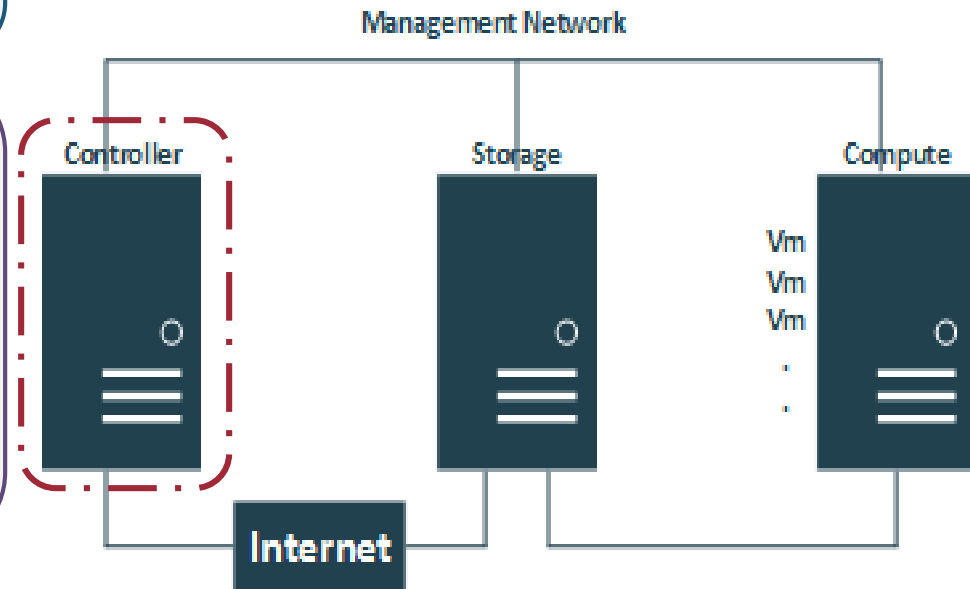 Management Network
Controller
Storage
Compute
Vm
Vm
Vm
.
.
Internet